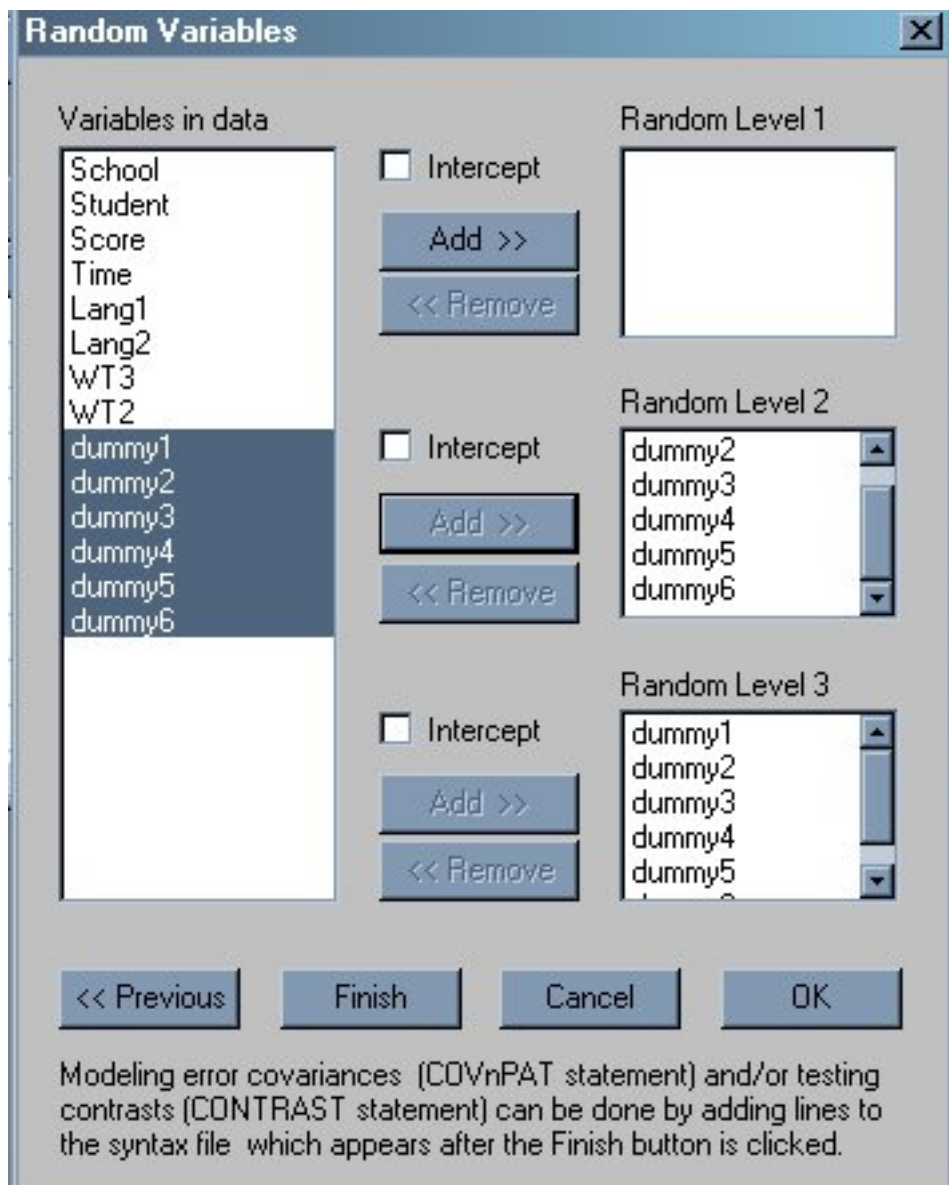 Random Variables
Variables in data
School
Student
Score
Time
Lang1
Lang2
WT3
WT2
dummy1
dummy2
dummy3
dummy4
dummy5
dummy6
Intercept
Add >>
<< Remove
Random Level 1
Intercept
Add >>
<< Remove
Random Level 2
dummy2
dummy3
dummy4
dummy5
dummy6
Intercept
Add >>
<< Remove
Random Level 3
dummy1
dummy2
dummy3
dummy4
dummy5
<< Previous
Finish
Cancel
OK
Modeling error covariances (COVnPAT statement) and/or testing
contrasts (CONTRAST statement) can be done by adding lines to
the syntax file which appears after the Finish button is clicked.